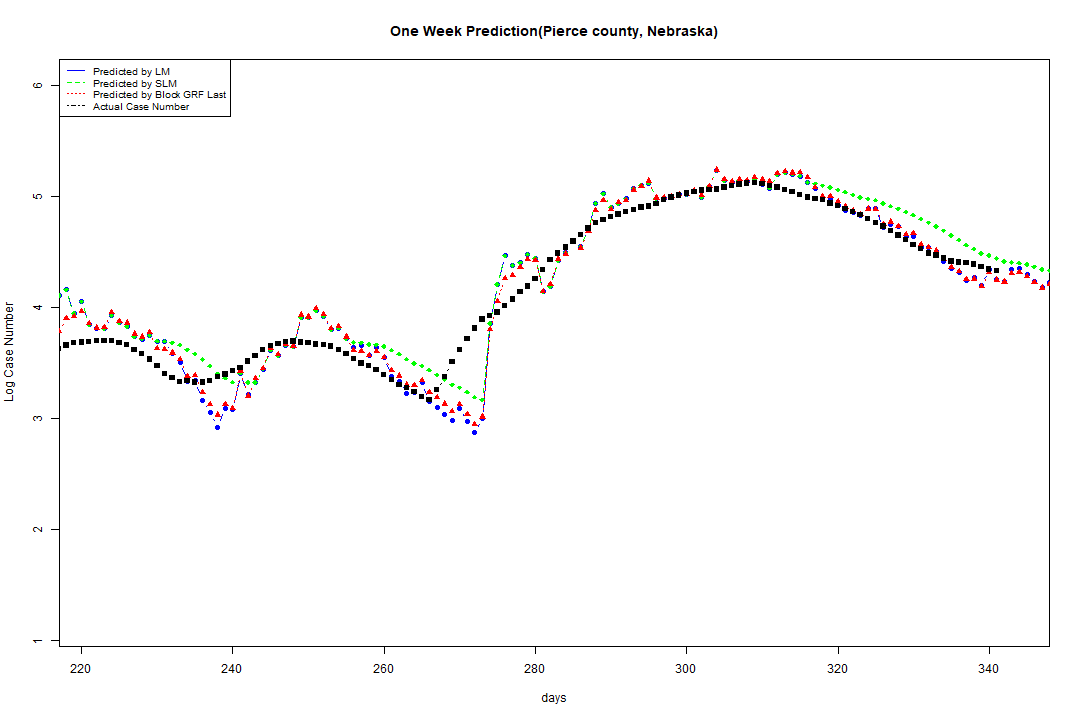 One Week Prediction(Pierce county, Nebraska)
Predicted by LM
Predicted by SLM
Predicted by Block GRF Last
Actual Case Number
6
5
4
3
2
1
Log Case Number
220
240
260
280
300
320
340
days